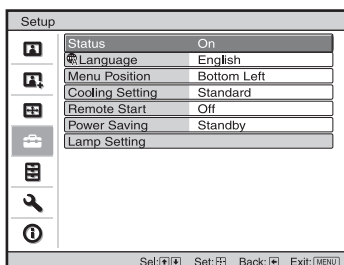 Setup
Status On
Language English
Menu Position Bottom Left
Cooling Setting Standard
Remote Start Off
Power Saving Standby
Lamp Setting
Sel: Set: Back: Exit: MENU